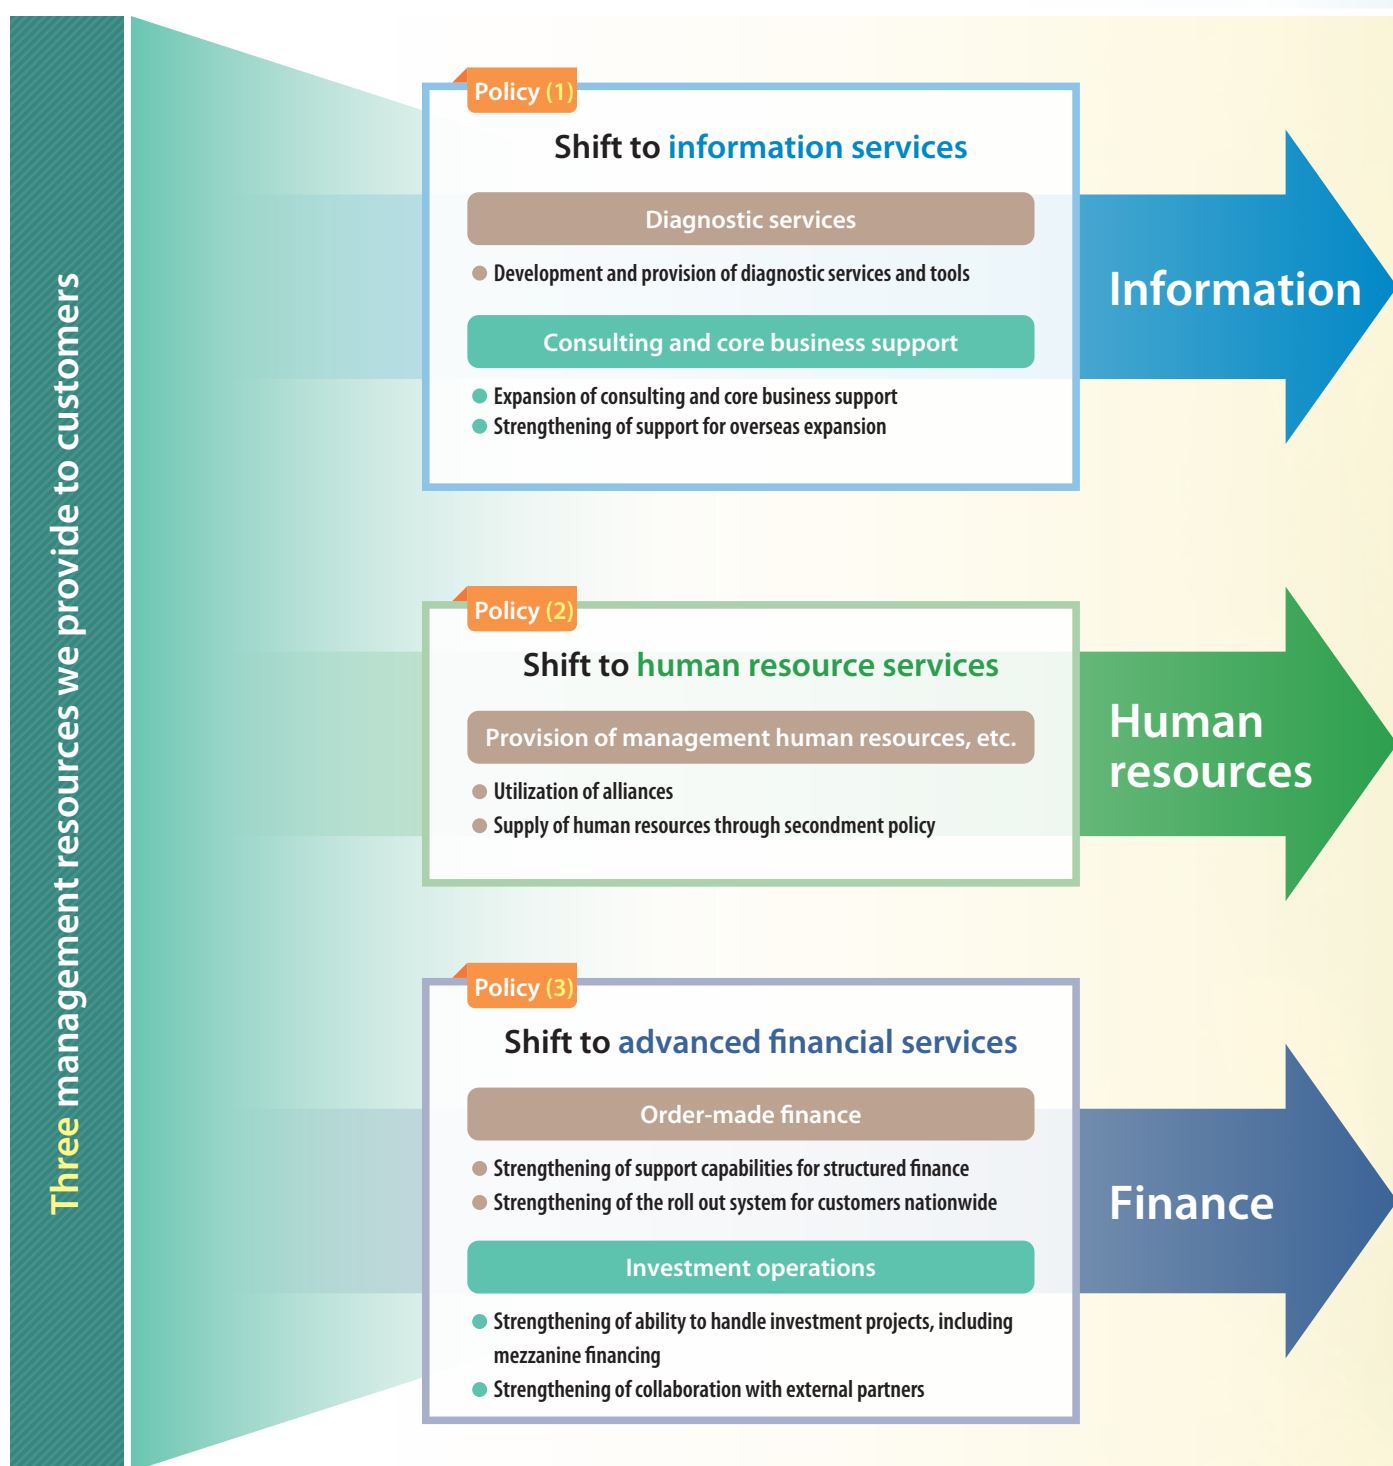 Three management resources we provide to customers
Policy (1)
Shift to information services
Diagnostic services
Development and provision of diagnostic services and tools
Consulting and core business support
Expansion of consulting and core business support
Strengthening of support for overseas expansion
Information
Policy (2)
Shift to human resource services
Provision of management human resources, etc.
Utilization of alliances
Supply of human resources through secondment policy
Human
resources
Policy (3)
Shift to advanced financial services
Order-made finance
Strengthening of support capabilities for structured finance
Strengthening of the roll out system for customers nationwide
Investment operations
Strengthening of ability to handle investment projects, including
mezzanine financing
Strengthening of collaboration with external partners
Finance